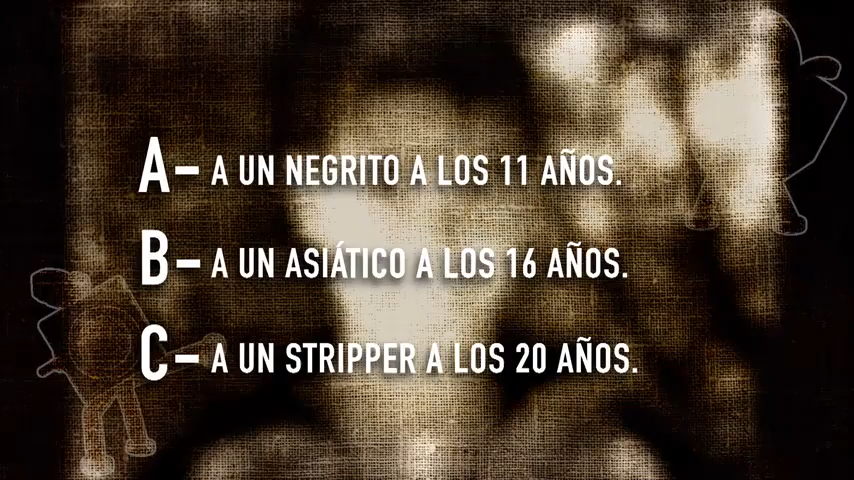 A- A UN NEGRITO A LOS 11 AÑOS.
B- A UN ASIÁTICO A LOS 16 AÑOS.
C- A UN STRIPPER A LOS 20 AÑOS.